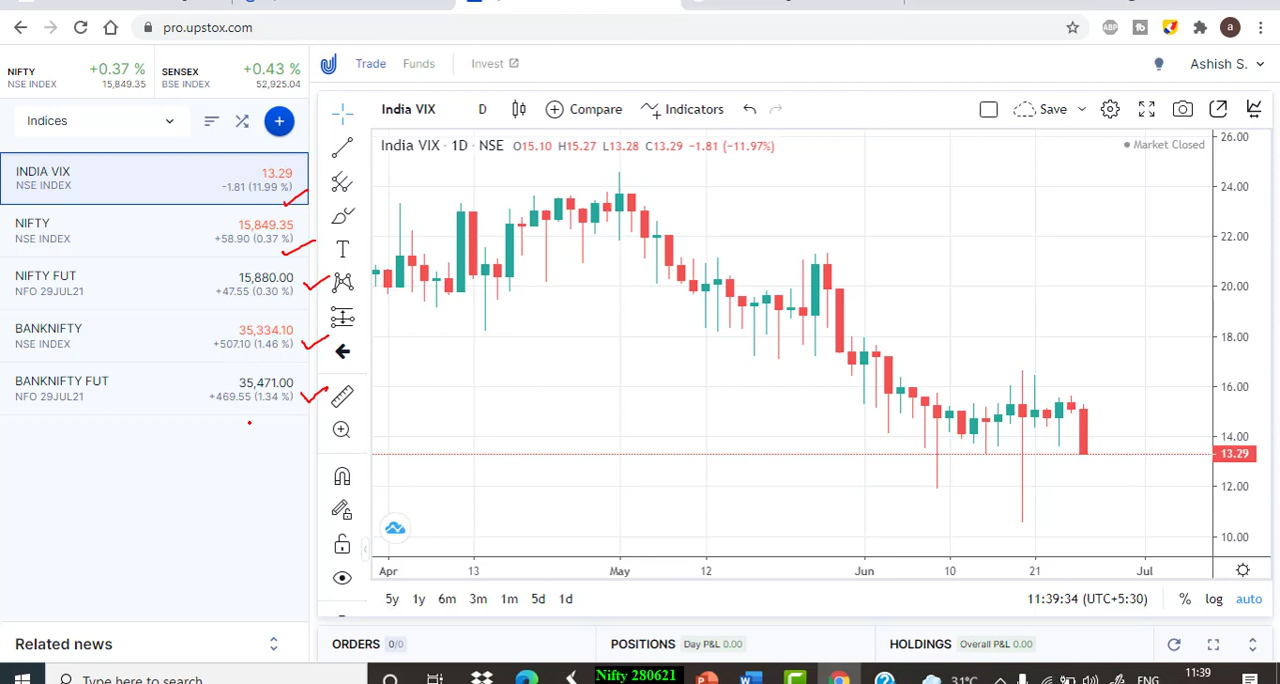 pro.upstox.com
ABP
a
NIFTY +0.37 % SENSEX +0.43 %
NSE INDEX 15,849.35 BSE INDEX 52,925.04
Trade Funds Invest Ashish S.
Indices
India VIX D Compare Indicators Save
India VIX · 1D · NSE O15.10 H15.27 L13.28 C13.29 −1.81 (−11.97%)
Market Closed
INDIA VIX 13.29
NSE INDEX -1.81 (11.99 %)
NIFTY 15,849.35
NSE INDEX +58.90 (0.37 %)
NIFTY FUT 15,880.00
NFO 29JUL21 +47.55 (0.30 %)
BANKNIFTY 35,334.10
NSE INDEX +507.10 (1.46 %)
BANKNIFTY FUT 35,471.00
NFO 29JUL21 +469.55 (1.34 %)
T
26.00
24.00
22.00
20.00
18.00
16.00
14.00
13.29
12.00
10.00
Apr 13 May 12 Jun 10 21 Jul
5y 1y 6m 3m 1m 5d 1d 11:39:34 (UTC+5:30) % log auto
Related news
ORDERS 0/0 POSITIONS Day P&L 0.00 HOLDINGS Overall P&L 0.00
Type here to search Nifty 280621 31°C ENG 11:39